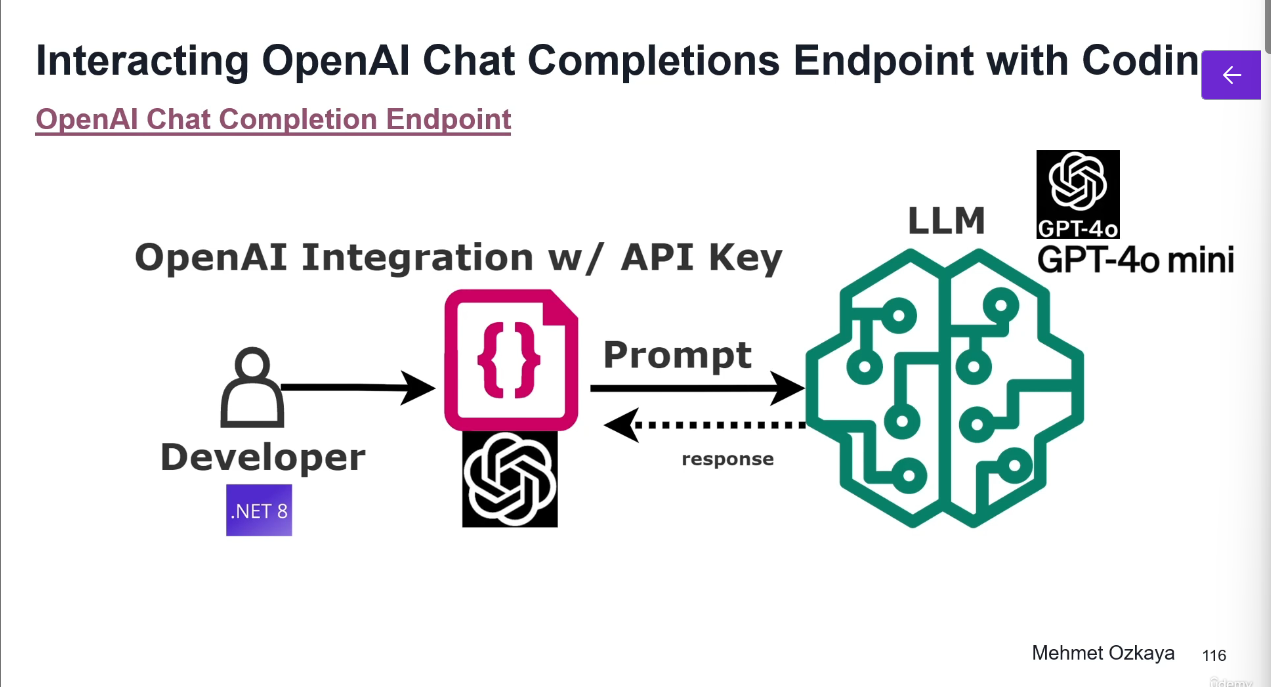 Interacting OpenAI Chat Completions Endpoint with Codin
OpenAI Chat Completion Endpoint
GPT-4o
LLM
GPT-4o mini
OpenAI Integration w/ API Key
{}
Prompt
response
Developer
.NET 8
Mehmet Ozkaya
116